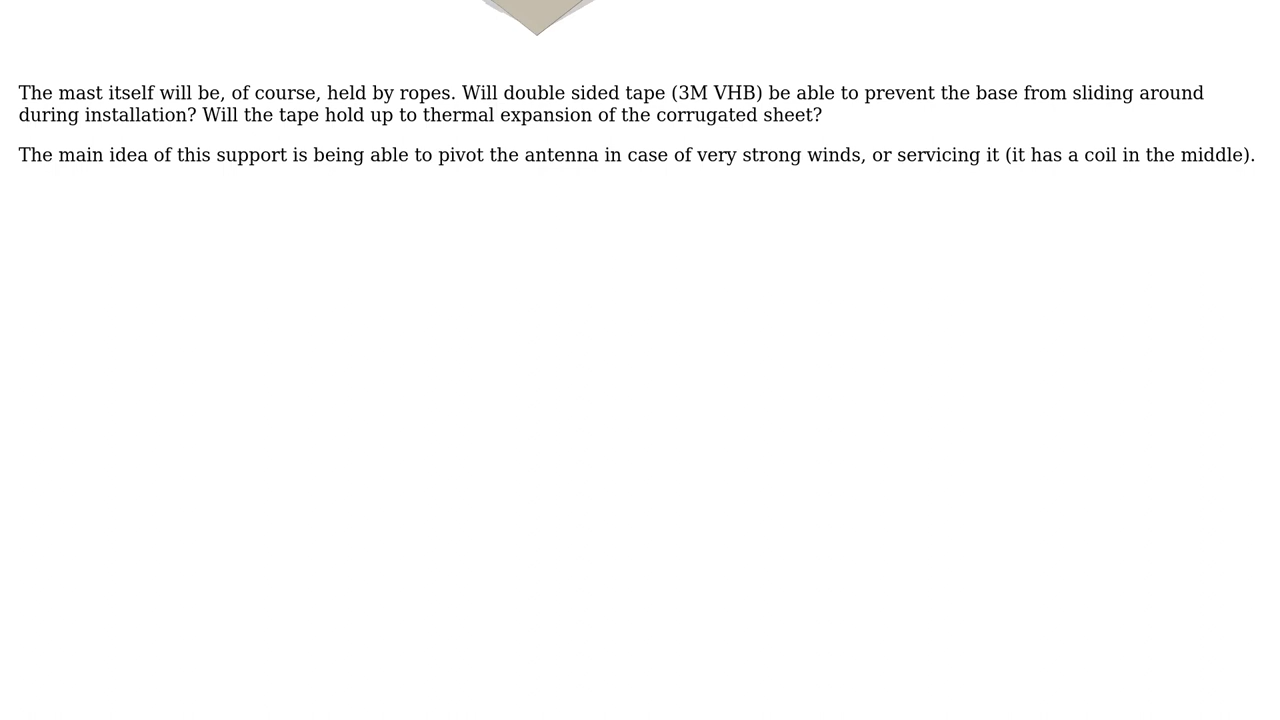 The mast itself will be, of course, held by ropes. Will double sided tape (3M VHB) be able to prevent the base from sliding around
during installation? Will the tape hold up to thermal expansion of the corrugated sheet?
The main idea of this support is being able to pivot the antenna in case of very strong winds, or servicing it (it has a coil in the middle).